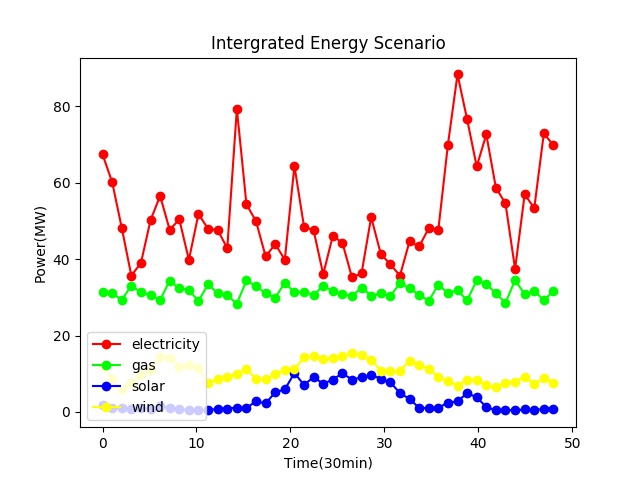 Intergrated Energy Scenario
Power(MW)
80
60
40
20
0
electricity
gas
solar
wind
0 10 20 30 40 50
Time(30min)